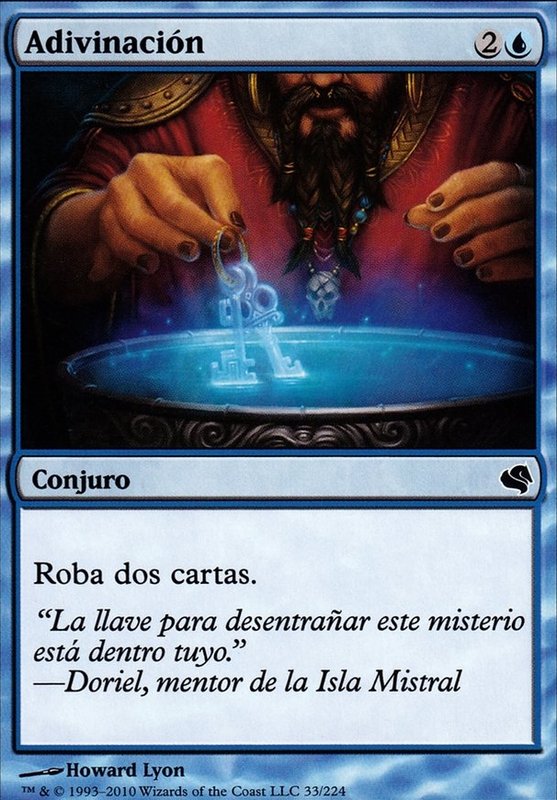 Adivinación 2
Conjuro
Roba dos cartas.
“La llave para desentrañar este misterio
está dentro tuyo.”
—Doriel, mentor de la Isla Mistral
Howard Lyon
™ & © 1993–2010 Wizards of the Coast LLC 33/224